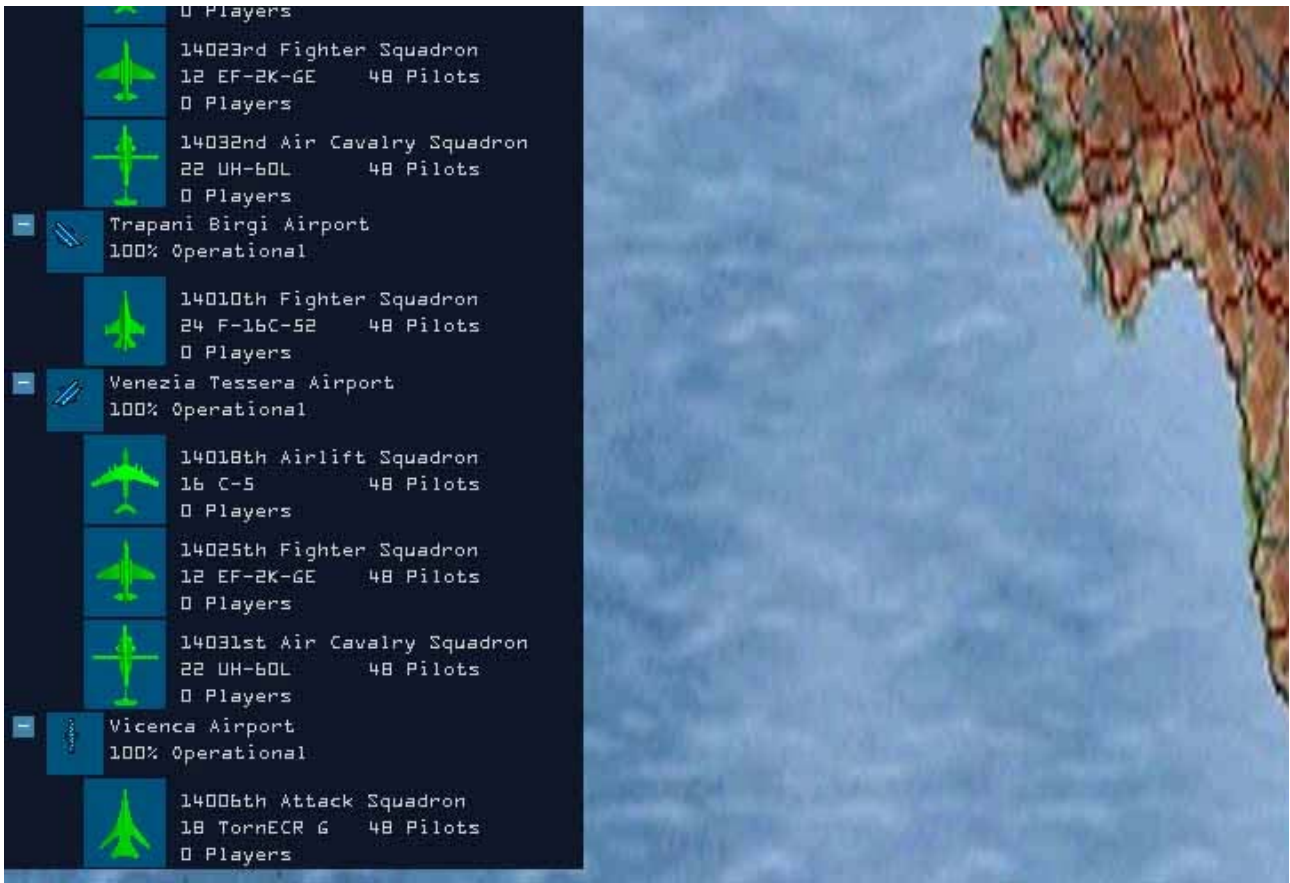 0 Players
14023rd Fighter Squadron
12 EF-2K-GE 48 Pilots
0 Players
14032nd Air Cavalry Squadron
22 UH-60L 48 Pilots
0 Players
Trapani Birgi Airport
100% Operational
14010th Fighter Squadron
24 F-16C-52 48 Pilots
0 Players
Venezia Tessera Airport
100% Operational
14018th Airlift Squadron
16 C-5 48 Pilots
0 Players
14025th Fighter Squadron
12 EF-2K-GE 48 Pilots
0 Players
14031st Air Cavalry Squadron
22 UH-60L 48 Pilots
0 Players
Vicenca Airport
100% Operational
14006th Attack Squadron
18 TornECR G 48 Pilots
0 Players